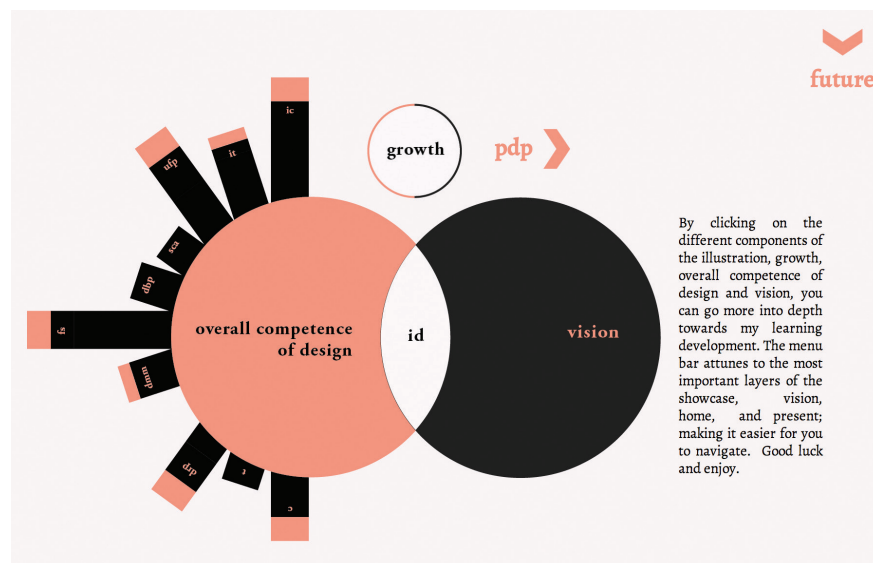 future
ic
it
ufp
growth
pdp
sca
dbp
fs
dmm
drp
t
c
overall competence
of design
id
vision
By clicking on the
different components of
the illustration, growth,
overall competence of
design and vision, you
can go more into depth
towards my learning
development. The menu
bar attunes to the most
important layers of the
showcase, vision,
home, and present;
making it easier for you
to navigate. Good luck
and enjoy.